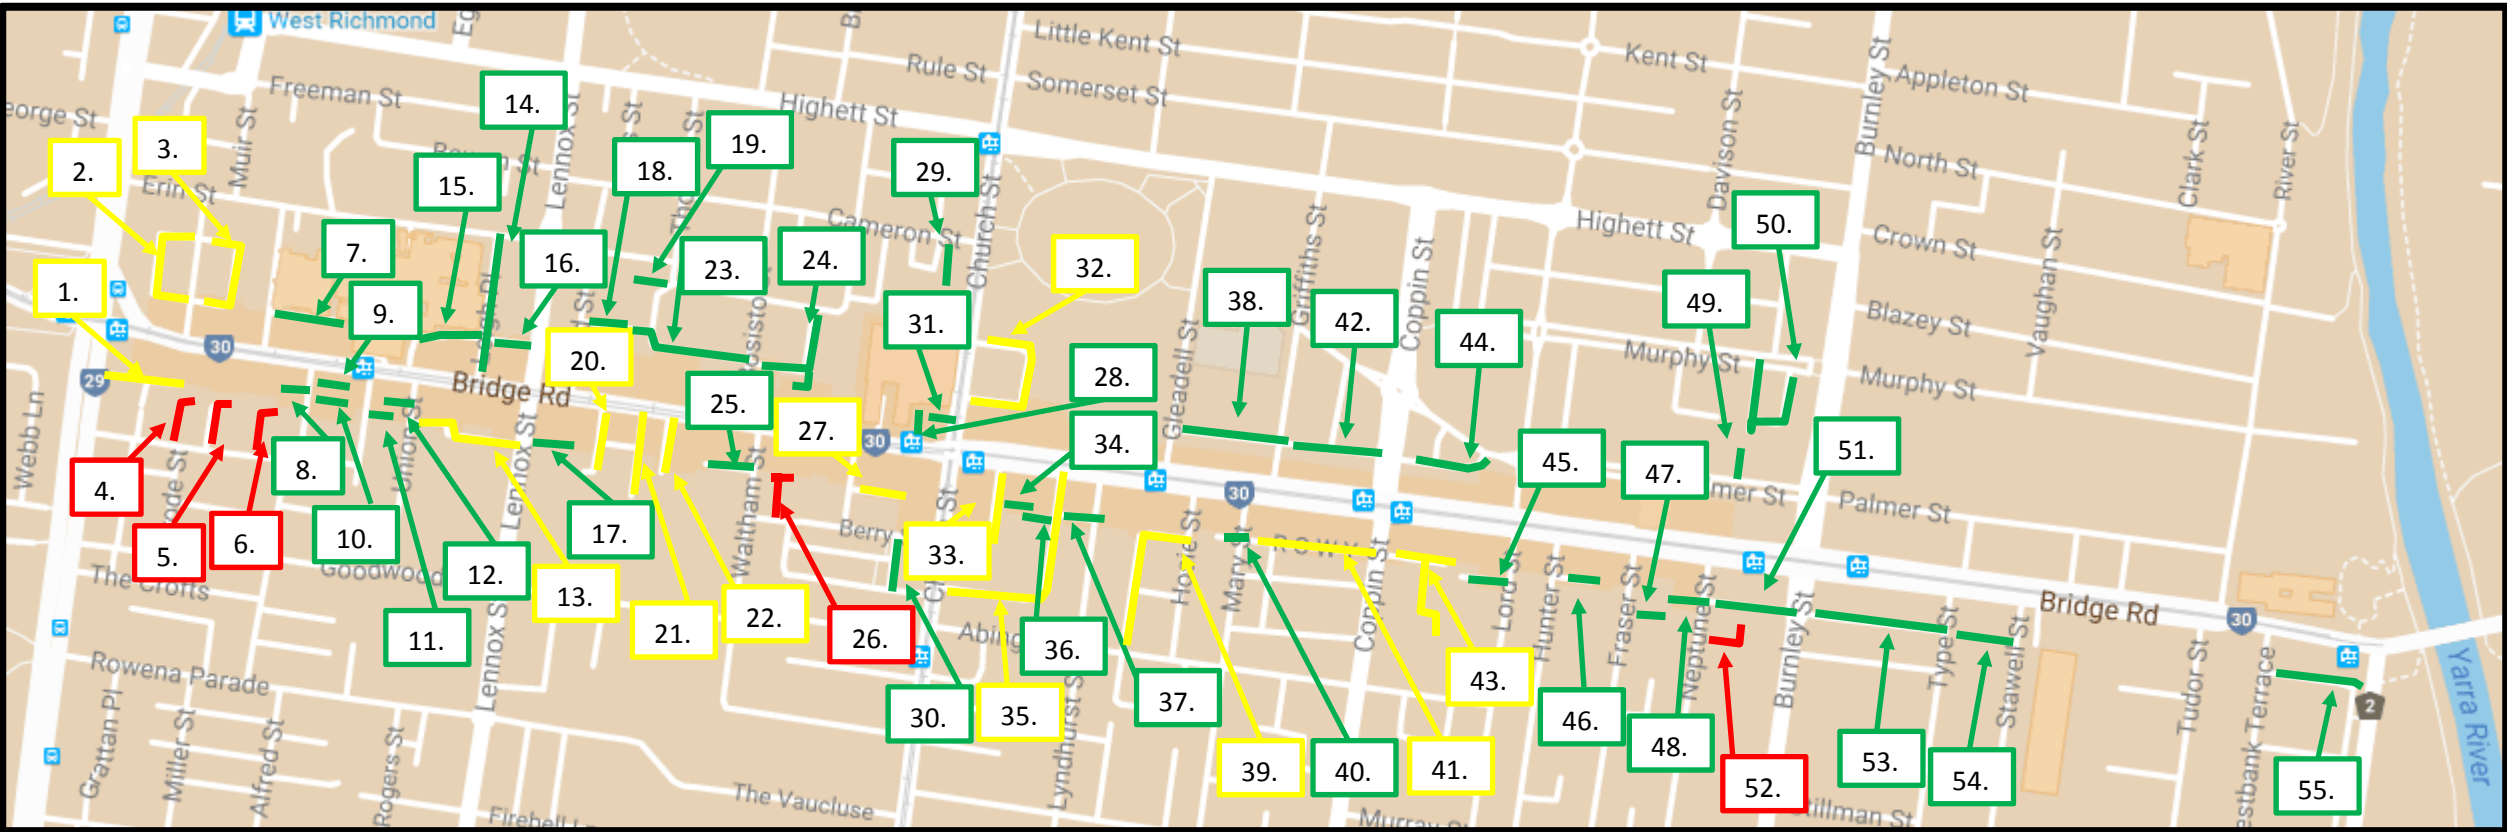 West Richmond
Little Kent St
Kent St
Rule St
Somerset St
Appleton St
Freeman St
Highett St
Burnley St
Muir St
Lennox St
Davison St
North St
Clark St
River St
14.
19.
3.
2.
18.
29.
15.
Erin St
Cameron St
Church St
Griffiths St
Coppin St
Highett St
50.
Crown St
Vaughan St
7.
16.
23.
24.
32.
1.
9.
38.
49.
Blazey St
31.
42.
44.
30
20.
Gleadell St
Murphy St
Murphy St
29
Bridge Rd
28.
25.
Webb Ln
Union St
27.
30
34.
8.
45.
47.
51.
4.
Lennox St
Waltham St
30
Palmer St
10.
17.
Berry
5.
6.
33.
Mary St
Coppin St
The Crofts
Goodwood
12.
13.
22.
Lord St
Hunter St
Fraser St
Neptune St
Burnley St
Type St
Stawell St
Bridge Rd
30
11.
21.
26.
36.
Rowena Parade
Lennox St
43.
Tudor St
Westbank Terrace
Yarra River
37.
30.
35.
46.
2
Grattan Pl
Miller St
Alfred St
Rogers St
Lyndhurst S
48.
53.
39.
40.
41.
52.
54.
55.
The Vaucluse